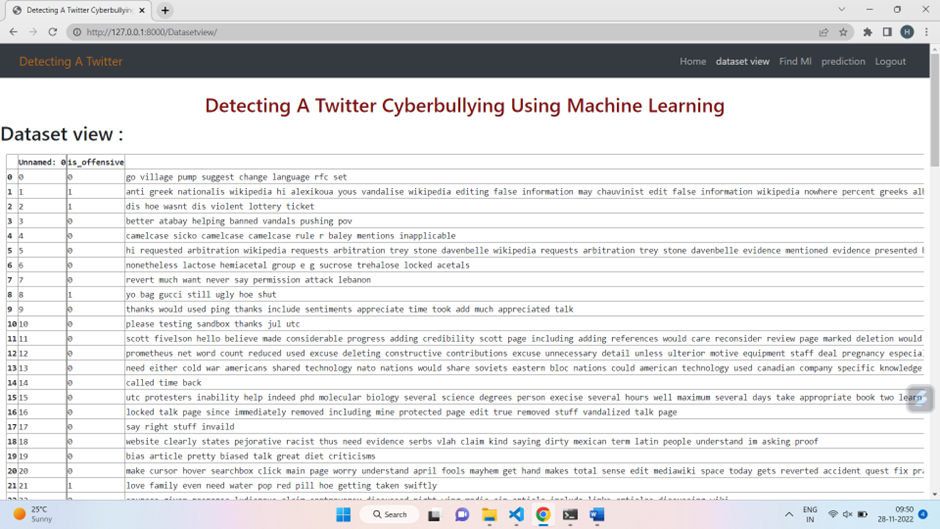 Detecting A Twitter Cyberbullying
http://127.0.0.1:8000/Datasetview/
H
Detecting A Twitter
Home dataset view Find Ml prediction Logout
Detecting A Twitter Cyberbullying Using Machine Learning
Dataset view :
Unnamed: 0 is_offensive
0 0 0 go village pump suggest change language rfc set
1 1 1 anti greek nationalis wikipedia hi alexikoua yous vandalise wikipedia editing false information may chauvinist edit false information wikipedia nowhere percent greeks
2 2 1 dis hoe wasnt dis violent lottery ticket
3 3 0 better atabay helping banned vandals pushing pov
4 4 0 camelcase sicko camelcase camelcase rule r baley mentions inapplicable
5 5 0 hi requested arbitration wikipedia requests arbitration trey stone davenbelle wikipedia requests arbitration trey stone davenbelle evidence mentioned evidence presented
6 6 0 nonetheless lactose hemiacetal group e g sucrose trehalose locked acetals
7 7 0 revert much want never say permission attack lebanon
8 8 1 yo bag gucci still ugly hoe shut
9 9 0 thanks would used ping thanks include sentiments appreciate time took add much appreciated talk
10 10 0 please testing sandbox thanks jul utc
11 11 0 scott fivelson hello believe made considerable progress adding credibility scott page including adding references would care reconsider review page marked deletion would
12 12 0 prometheus net word count reduced used excuse deleting constructive contributions excuse unnecessary detail unless ulterior motive equipment staff deal pregnancy especia
13 13 0 need either cold war americans shared technology nato nations would share soviets eastern bloc nations could american technology used canadian company specific knowledge
14 14 0 called time back
15 15 0 utc protesters inability help indeed phd molecular biology several science degrees person execise several hours well maximum several days take appropriate book two learn
16 16 0 locked talk page since immediately removed including mine protected page edit true removed stuff vandalized talk page
17 17 0 say right stuff invaild
18 18 0 website clearly states pejorative racist thus need evidence serbs vlah claim kind saying dirty mexican term latin people understand im asking proof
19 19 0 bias article pretty biased talk great diet criticisms
20 20 0 make cursor hover searchbox click main page worry understand april fools mayhem get hand makes total sense edit mediawiki space today gets reverted accident quest fix
21 21 1 love family even need water pop red pill hoe getting taken swiftly
25°C
Sunny
Search
ENG
IN
09:50
28-11-2022
4